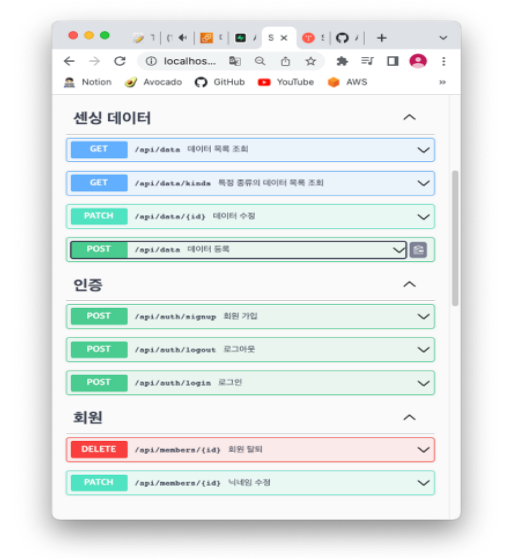 S
localhos...
Notion Avocado GitHub YouTube AWS »
센싱 데이터
GET /api/data 데이터 목록 조회
GET /api/data/kinds 특정 종류의 데이터 목록 조회
PATCH /api/data/{id} 데이터 수정
POST /api/data 데이터 등록
인증
POST /api/auth/signup 회원 가입
POST /api/auth/logout 로그아웃
POST /api/auth/login 로그인
회원
DELETE /api/members/{id} 회원 탈퇴
PATCH /api/members/{id} 닉네임 수정